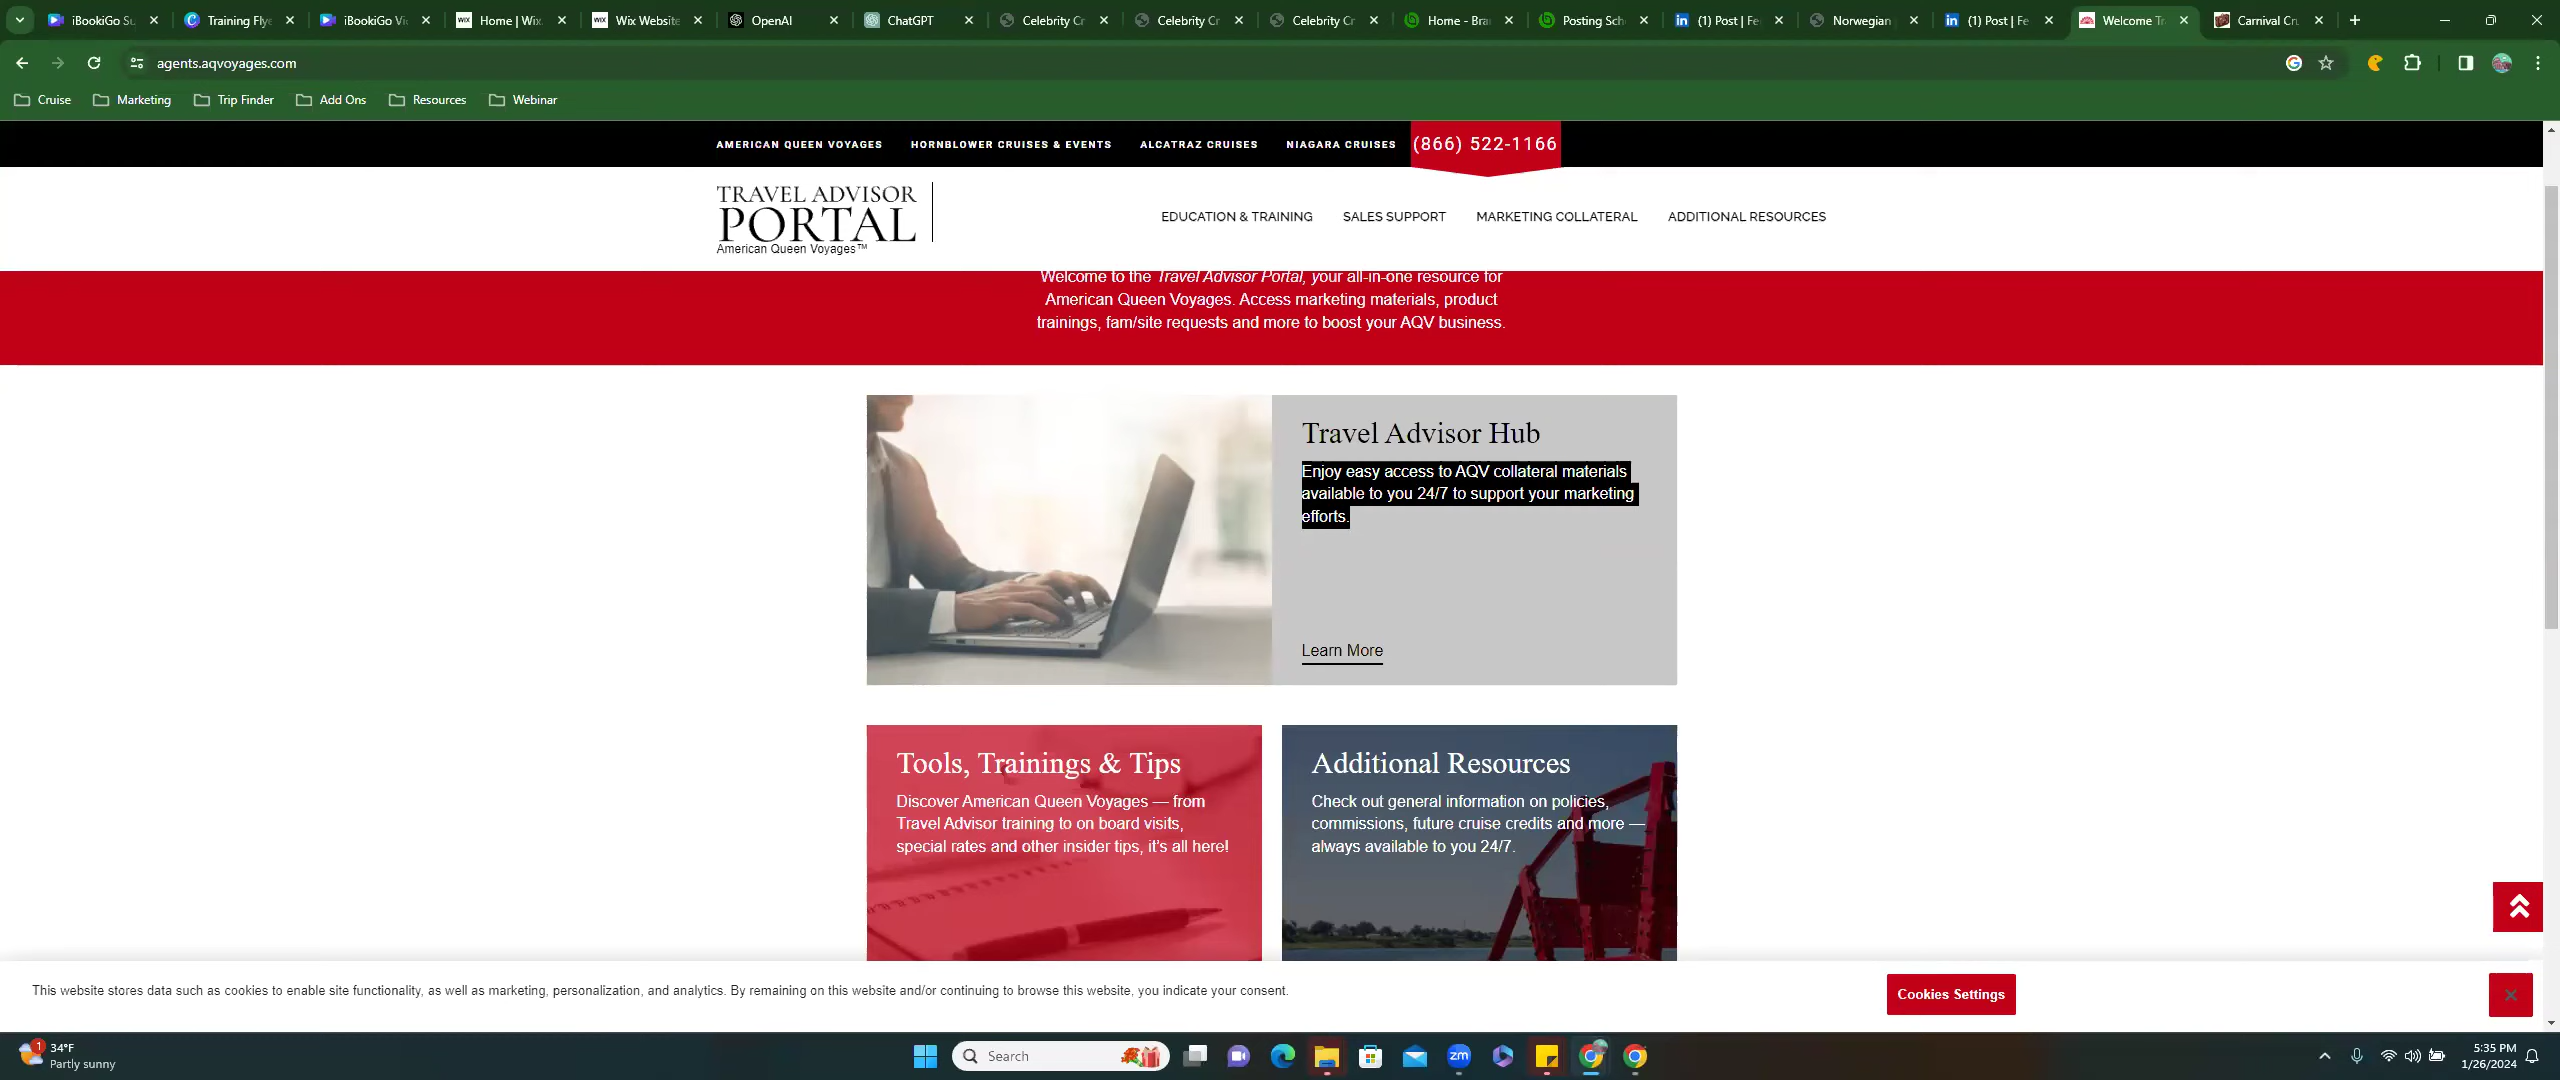 iBookiGo Su
Training Flye
iBookiGo Vi
Home | Wix.
Wix Website
OpenAI
ChatGPT
Celebrity Cr
Celebrity Cr
Celebrity Cr
Home - Bra
Posting Sch
(1) Post | Fe
Norwegian
(1) Post | Fe
Welcome Tr
Carnival Cru
agents.aqvoyages.com
Cruise
Marketing
Trip Finder
Add Ons
Resources
Webinar
AMERICAN QUEEN VOYAGES
HORNBLOWER CRUISES & EVENTS
ALCATRAZ CRUISES
NIAGARA CRUISES
(866) 522-1166
TRAVEL ADVISOR
PORTAL
American Queen Voyages™
EDUCATION & TRAINING
SALES SUPPORT
MARKETING COLLATERAL
ADDITIONAL RESOURCES
Welcome to the Travel Advisor Portal, your all-in-one resource for
American Queen Voyages. Access marketing materials, product
trainings, fam/site requests and more to boost your AQV business.
Travel Advisor Hub
Enjoy easy access to AQV collateral materials
available to you 24/7 to support your marketing
efforts.
Learn More
Tools, Trainings & Tips
Discover American Queen Voyages — from
Travel Advisor training to on board visits,
special rates and other insider tips, it's all here!
Additional Resources
Check out general information on policies,
commissions, future cruise credits and more —
always available to you 24/7.
This website stores data such as cookies to enable site functionality, as well as marketing, personalization, and analytics. By remaining on this website and/or continuing to browse this website, you indicate your consent.
Cookies Settings
1
34°F
Partly sunny
Search
zm
5:35 PM
1/26/2024